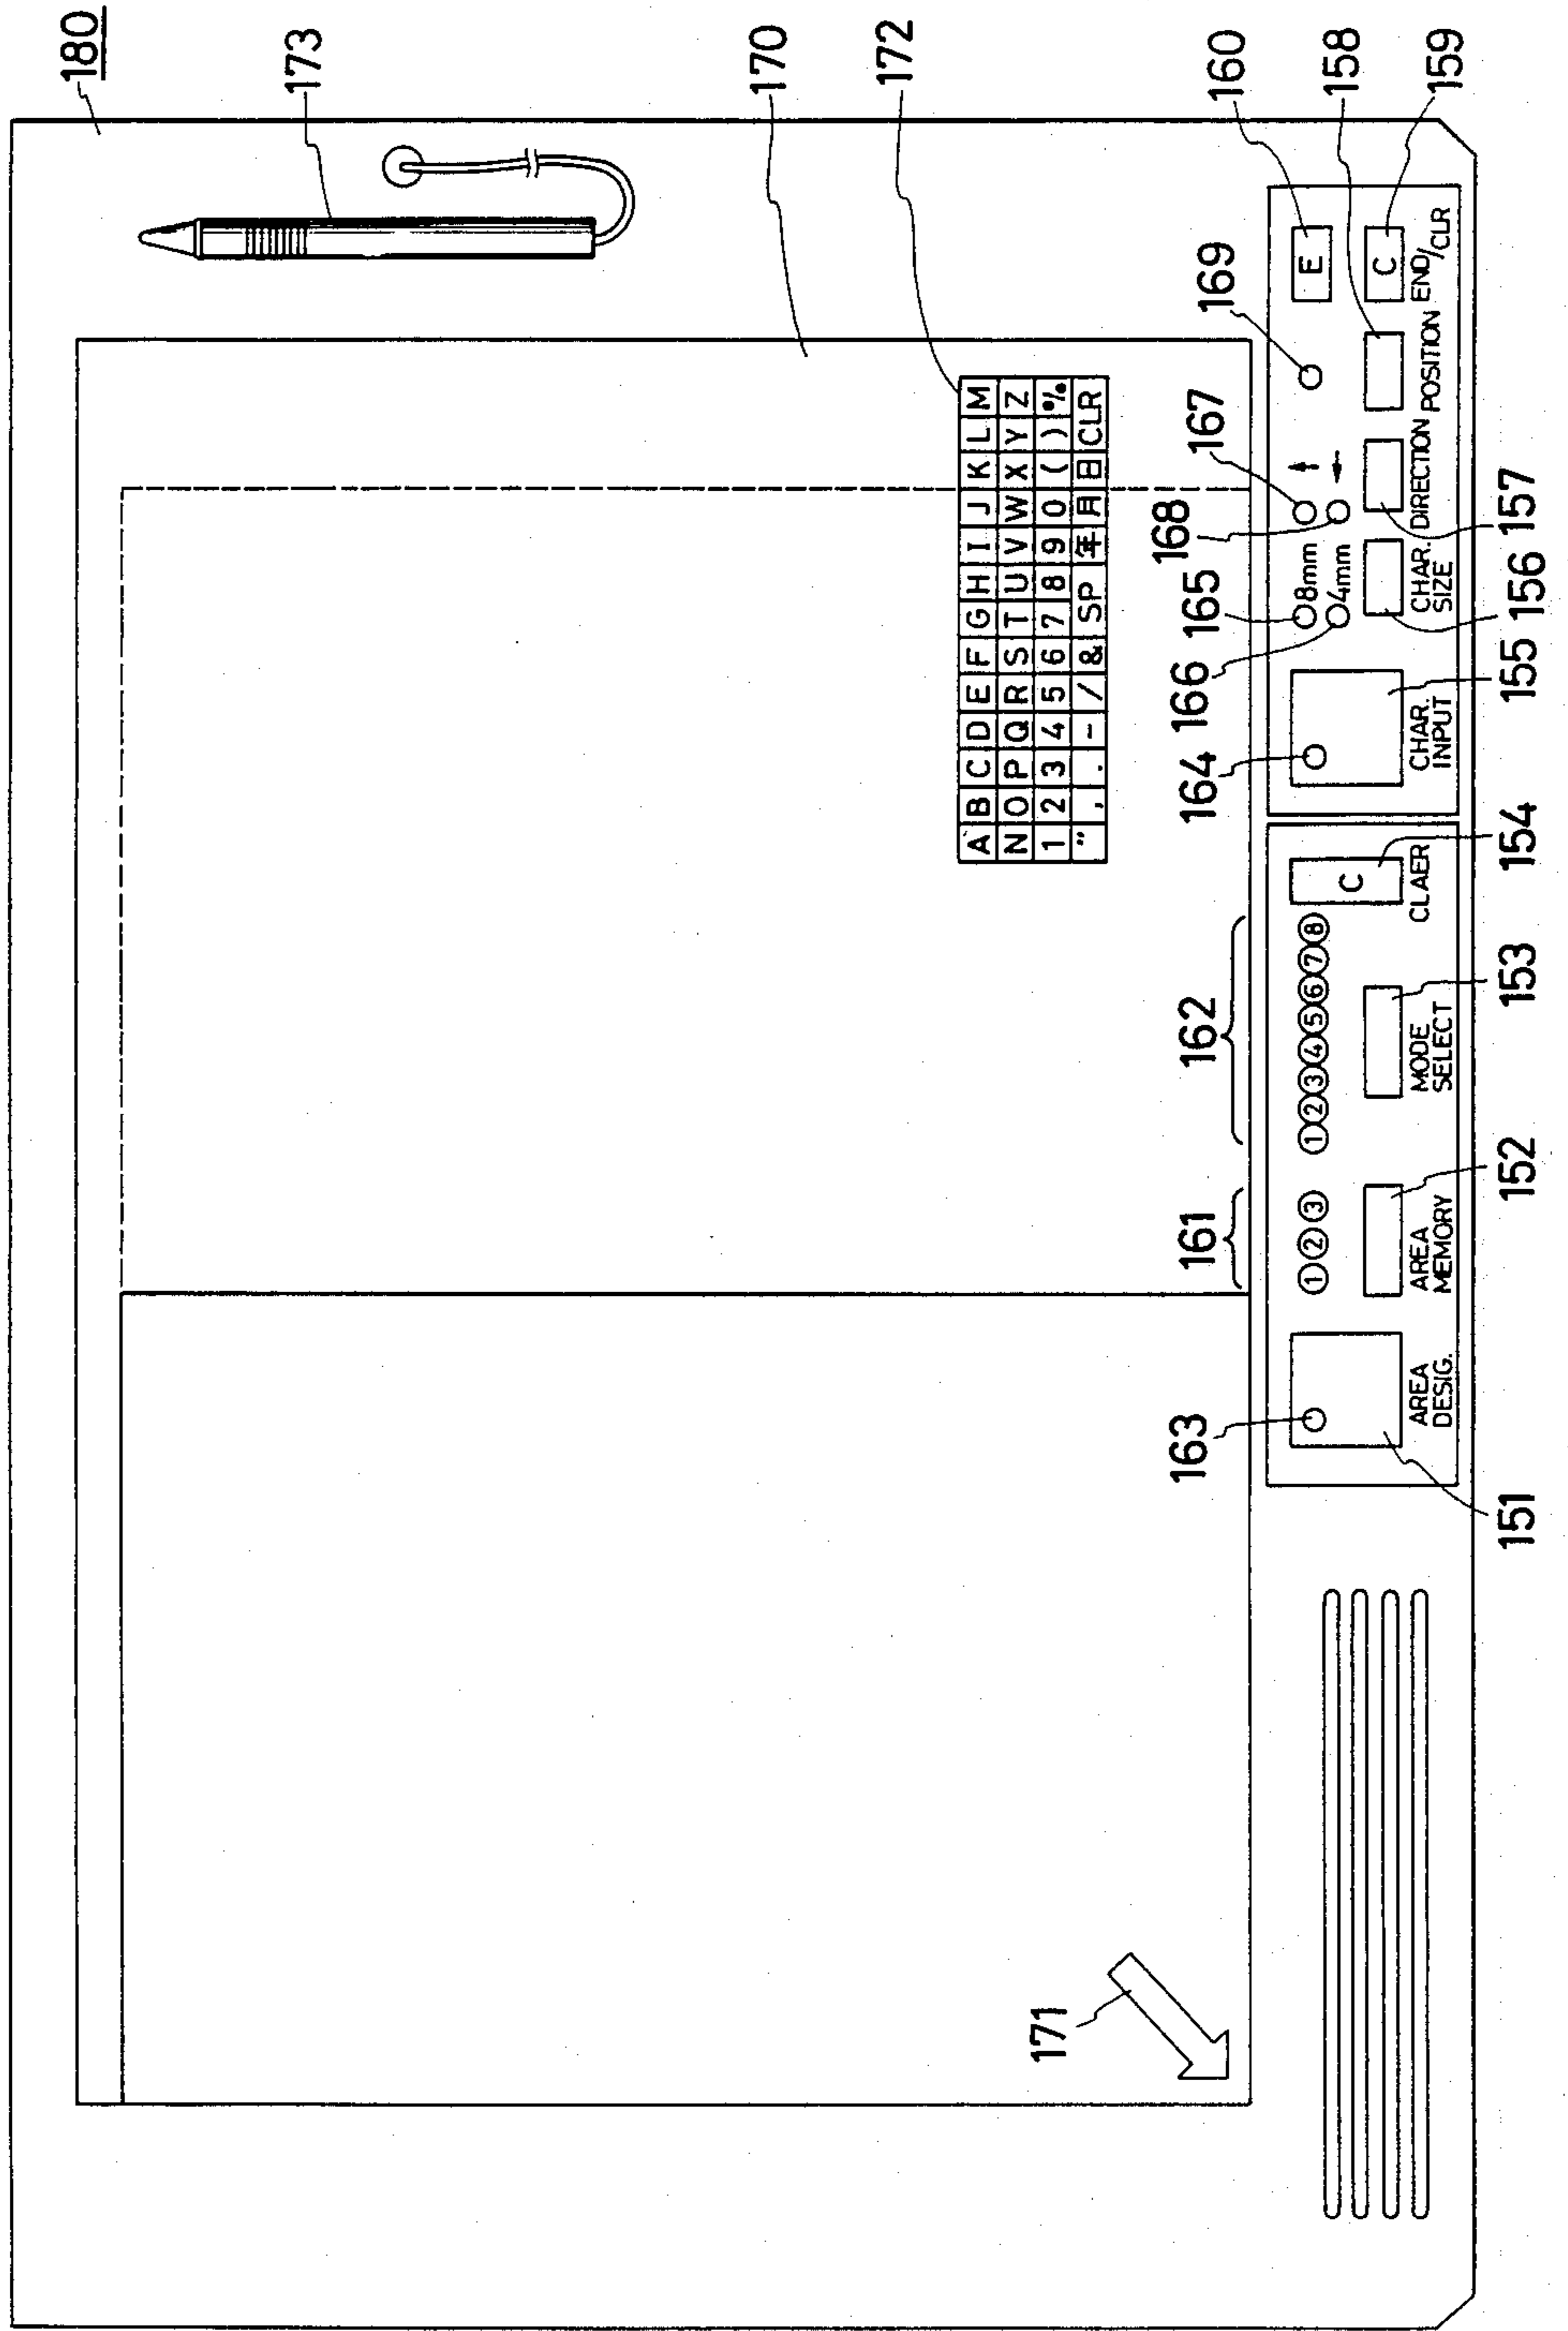 180
173
170
172
A B C D E F G H I J K L M
N O P Q R S T U V W X Y Z
1 2 3 4 5 6 7 8 9 0 ( ) %
" , . - / & SP 年 月 日 CLR
171
163 161 162 164 166 165 168 167 169 160
① ② ③ ①②③④⑤⑥⑦⑧ 8mm → E
4mm ↑ 158
C C
AREA DESIG.
AREA MEMORY
MODE SELECT
CLAER
CHAR. INPUT
CHAR. SIZE
DIRECTION
POSITION
END/CLR
159
151 152 153 154 155 156 157